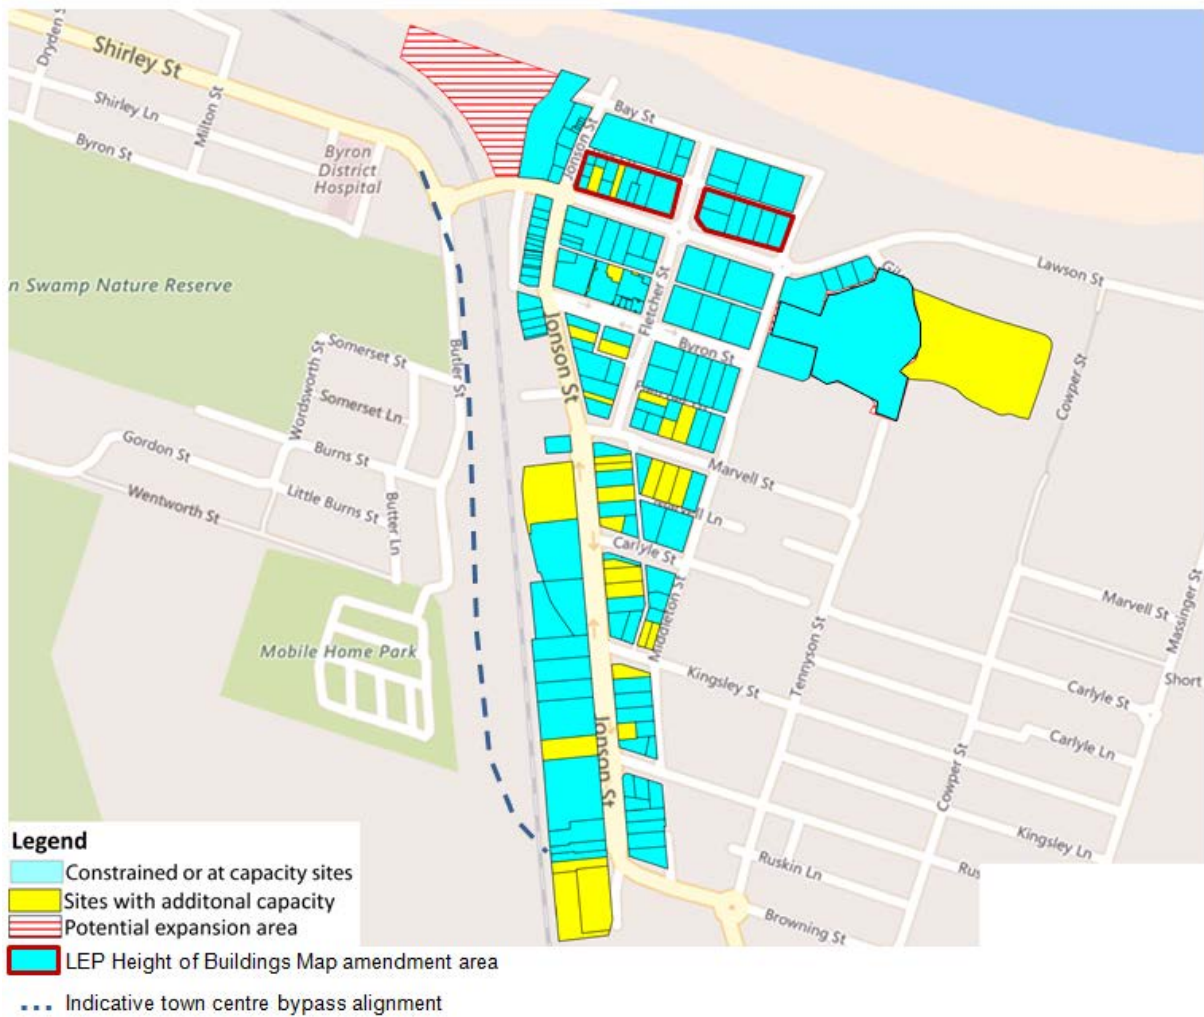 Dryden S
Shirley St
Shirley Ln
Milton St
Byron St
Byron
District
Hospital
Bay St
Jonson St
Lawson St
n Swamp Nature Reserve
Fletcher St
Byron St
Jonson St
Butler St
Somerset St
Somerset Ln
Wordsworth St
Gordon St
Burns St
Little Burns St
Wentworth St
Butler Ln
Cowper St
Marvell St
Carlyle St
Middleton St
Mobile Home Park
Kingsley St
Tennyson St
Marvell St
Massinger St
Short
Carlyle St
Carlyle Ln
Cowper St
Jonson St
Kingsley Ln
Ruskin Ln
Rus
Browning St
Legend
Constrained or at capacity sites
Sites with additonal capacity
Potential expansion area
LEP Height of Buildings Map amendment area
Indicative town centre bypass alignment